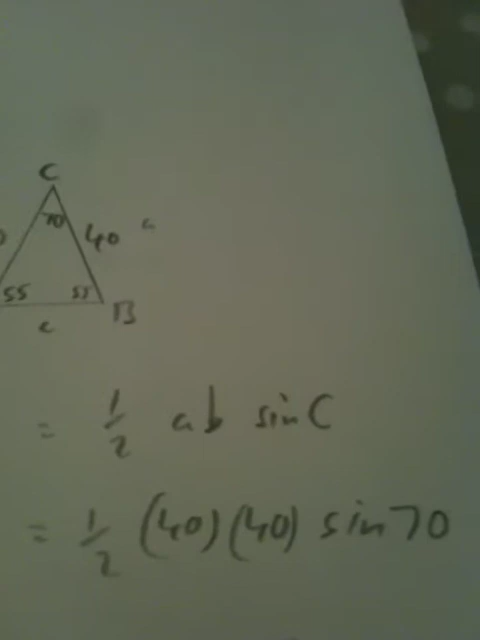 C
70
40 a
55 55 B
c
= 1/2 ab sin C
= 1/2 (40)(40) sin 70